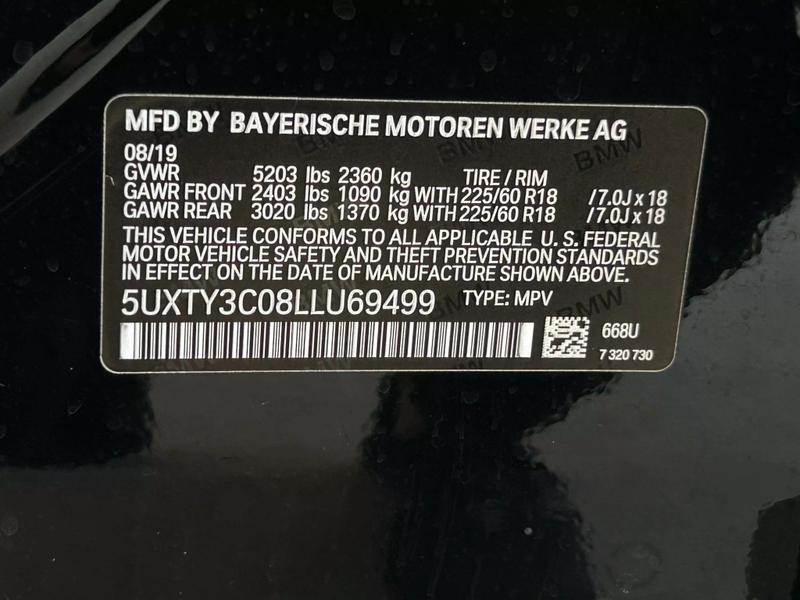 MFD BY BAYERISCHE MOTOREN WERKE AG
08/19
GVWR 5203 lbs 2360 kg TIRE / RIM
GAWR FRONT 2403 lbs 1090 kg WITH 225/60 R18 /7.0J x 18
GAWR REAR 3020 lbs 1370 kg WITH 225/60 R18 /7.0J x 18
THIS VEHICLE CONFORMS TO ALL APPLICABLE U. S. FEDERAL
MOTOR VEHICLE SAFETY AND THEFT PREVENTION STANDARDS
IN EFFECT ON THE DATE OF MANUFACTURE SHOWN ABOVE.
5UXTY3C08LLU69499 TYPE: MPV
668U
7 320 730